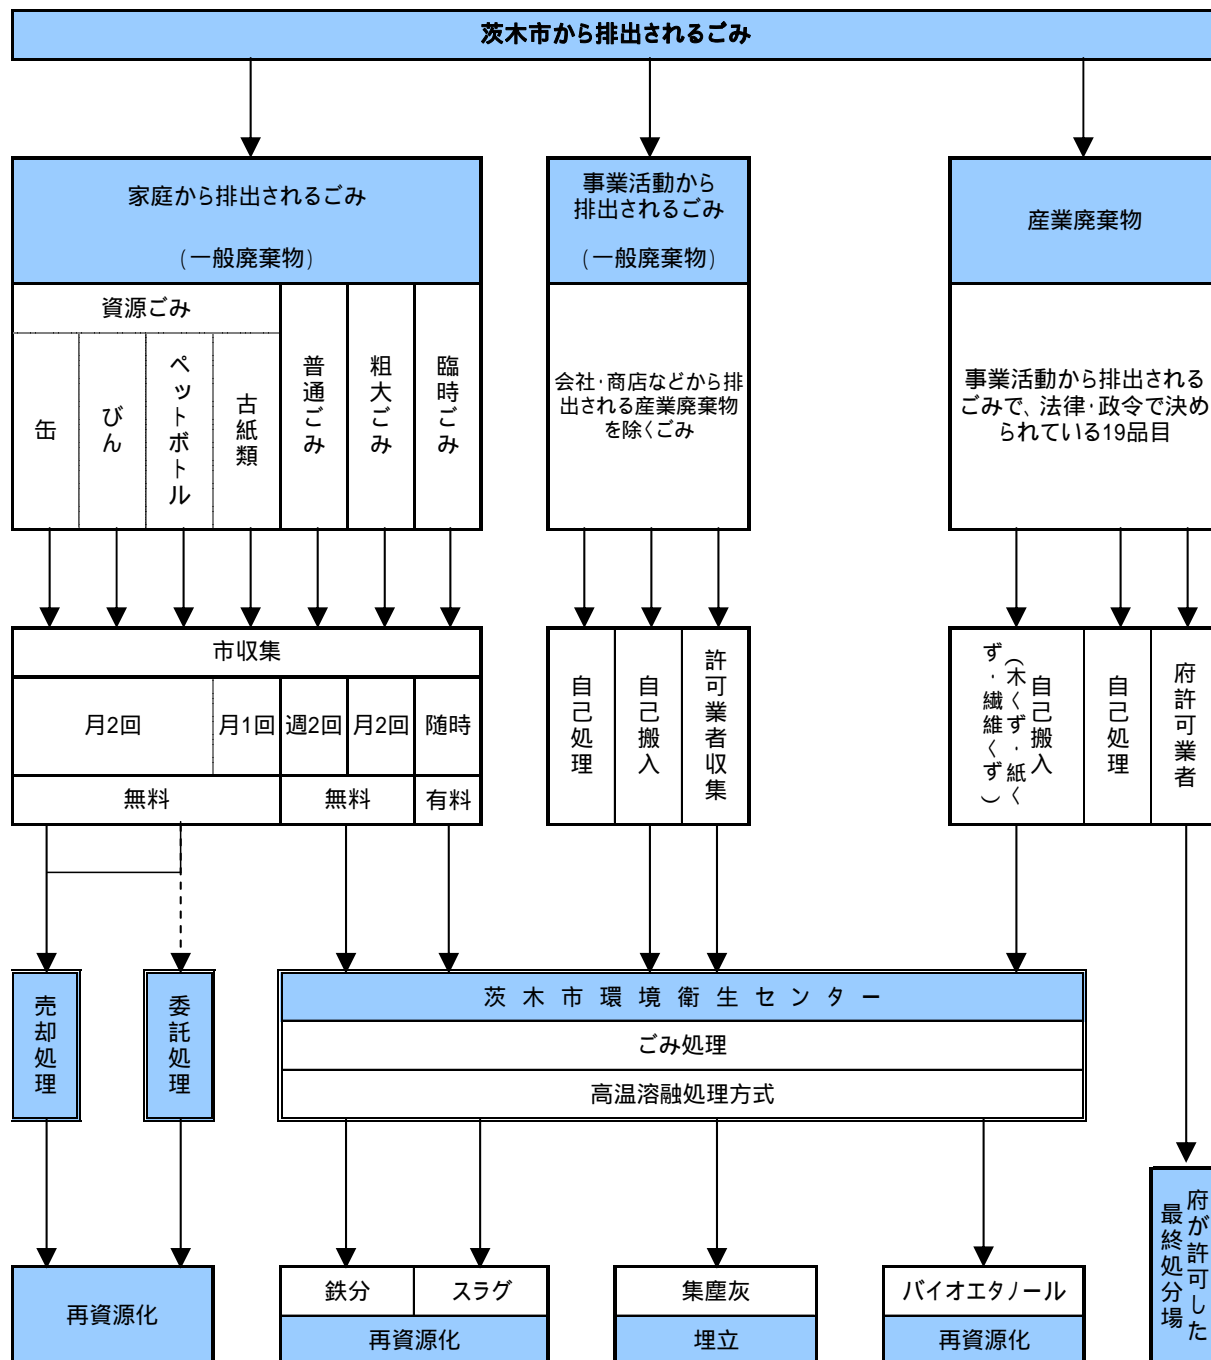 茨木市から排出されるごみ
家庭から排出されるごみ
(一般廃棄物)
事業活動から
排出されるごみ
(一般廃棄物)
産業廃棄物
資源ごみ
缶
びん
ペットボトル
古紙類
普通ごみ
粗大ごみ
臨時ごみ
会社・商店などから排
出される産業廃棄物
を除くごみ
事業活動から排出される
ごみで、法律・政令で決め
られている19品目
市収集
月2回
月1回
週2回
月2回
随時
無料
無料
有料
自己処理
自己搬入
許可業者収集
自己搬入
(木くず・紙く
ず・繊維くず)
自己処理
府許可業者
売却処理
委託処理
茨木市環境衛生センター
ごみ処理
高温溶融処理方式
再資源化
鉄分
スラグ
再資源化
集塵灰
埋立
バイオエタノール
再資源化
府が許可した
最終処分場